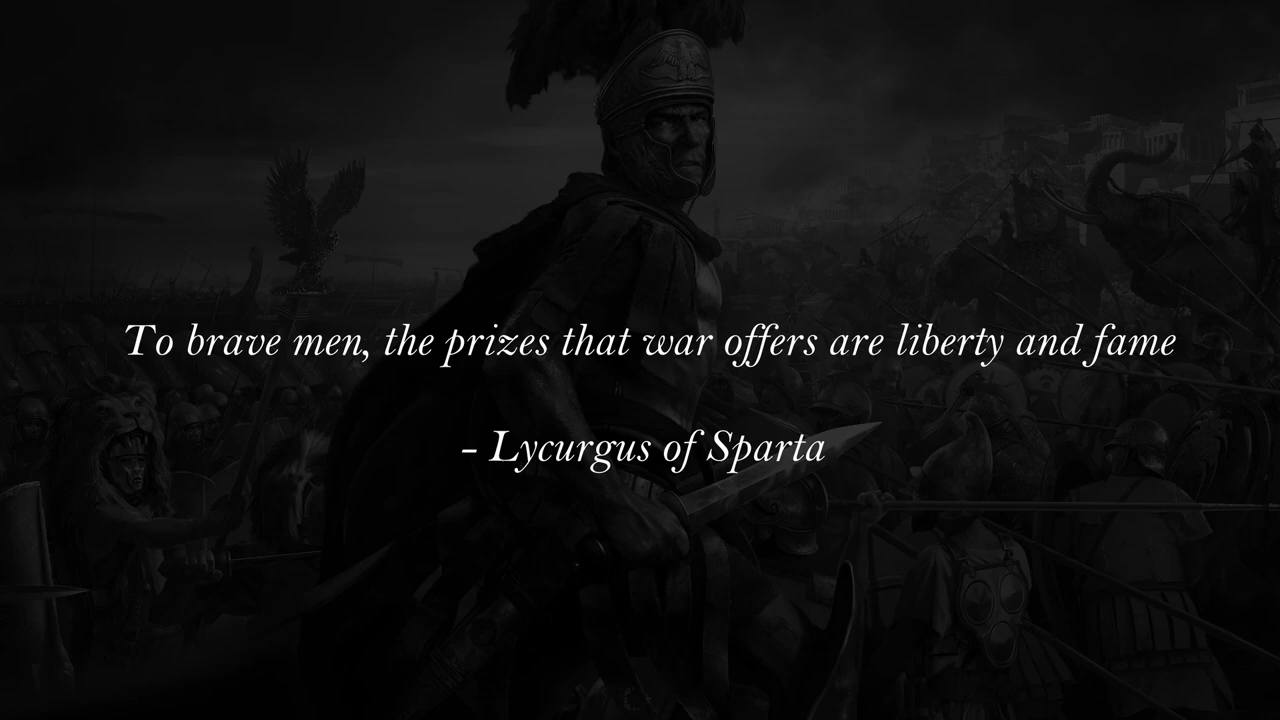 To brave men, the prizes that war offers are liberty and fame
- Lycurgus of Sparta